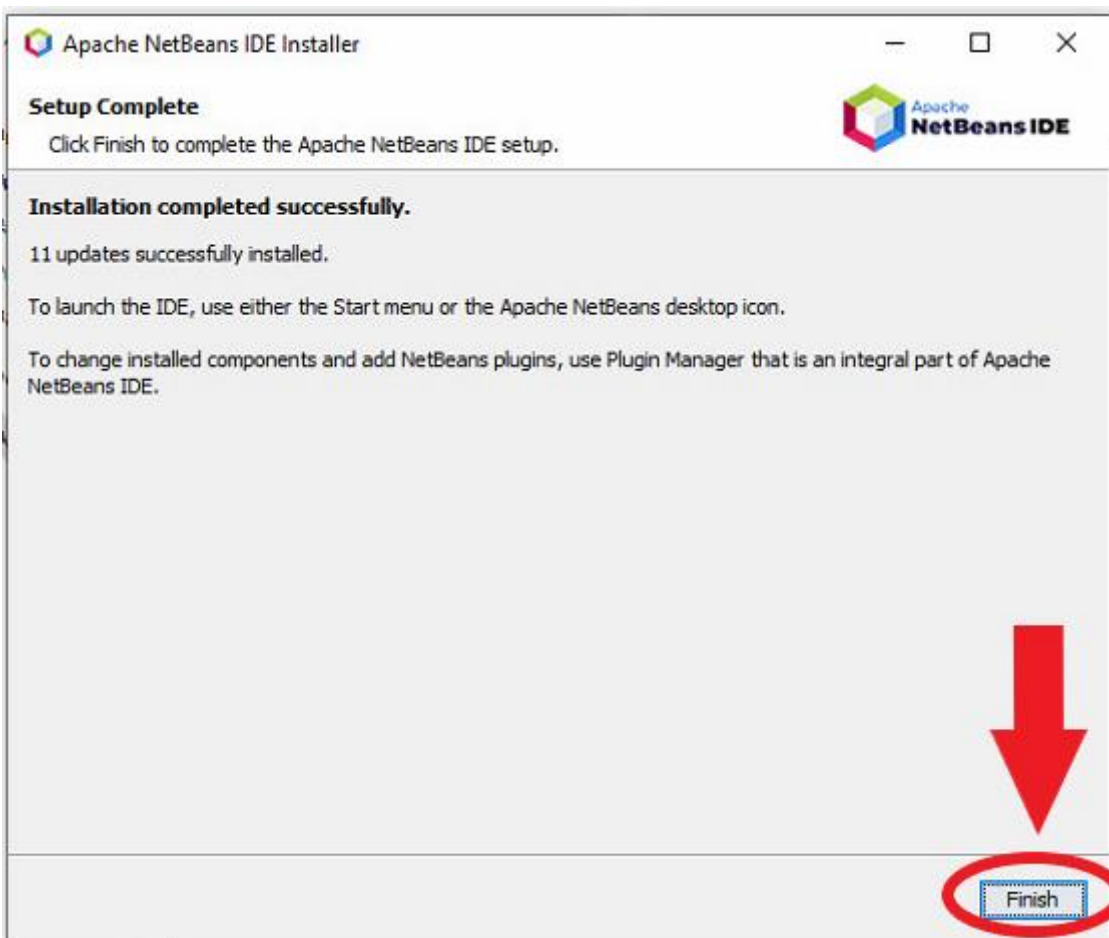 Apache NetBeans IDE Installer
Setup Complete
Click Finish to complete the Apache NetBeans IDE setup.
Apache
NetBeans IDE
Installation completed successfully.
11 updates successfully installed.
To launch the IDE, use either the Start menu or the Apache NetBeans desktop icon.
To change installed components and add NetBeans plugins, use Plugin Manager that is an integral part of Apache
NetBeans IDE.
Finish